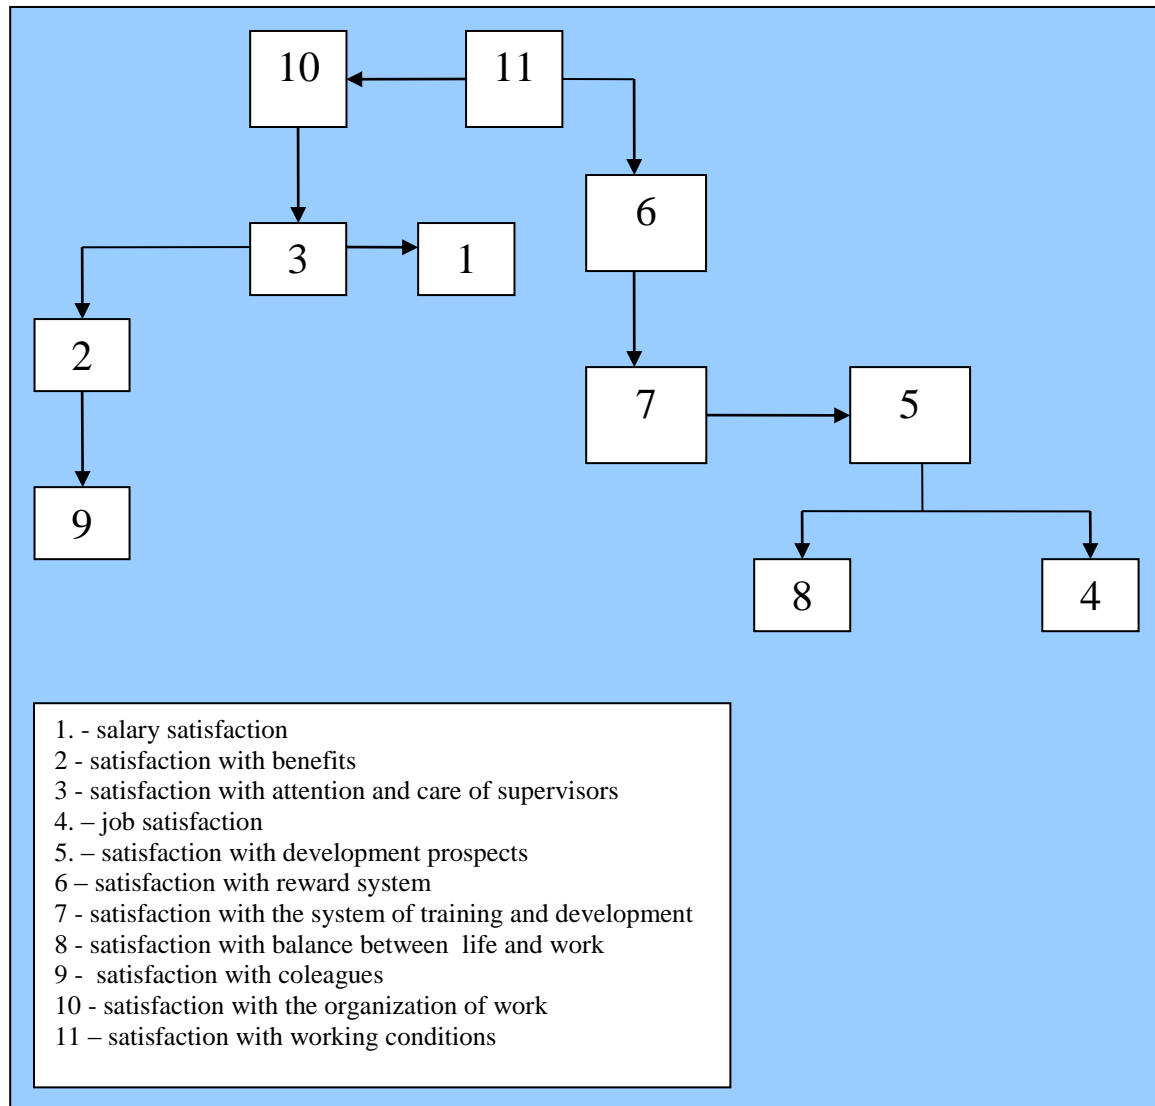 10
11
6
3
1
2
7
5
9
8
4
1. - salary satisfaction
2 - satisfaction with benefits
3 - satisfaction with attention and care of supervisors
4. – job satisfaction
5. – satisfaction with development prospects
6 – satisfaction with reward system
7 - satisfaction with the system of training and development
8 - satisfaction with balance between life and work
9 - satisfaction with coleagues
10 - satisfaction with the organization of work
11 – satisfaction with working conditions